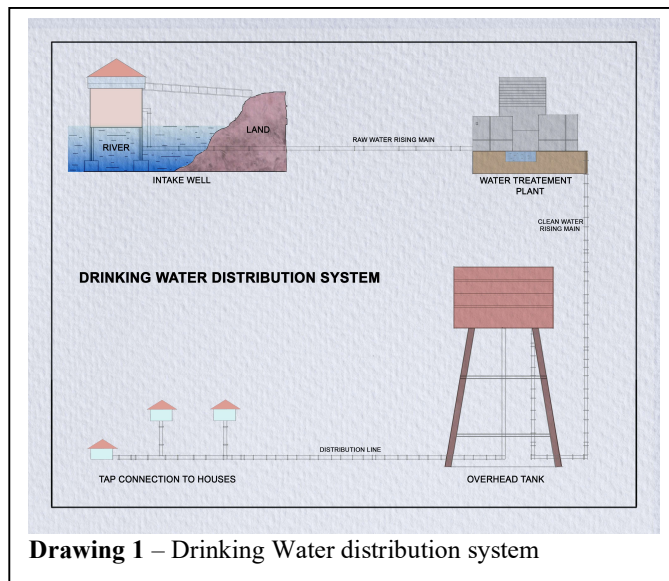 LAND
RAW WATER RISING MAIN
RIVER
INTAKE WELL
WATER TREATEMENT
PLANT
CLEAN WATER
RISING MAIN
DRINKING WATER DISTRIBUTION SYSTEM
DISTRIBUTION LINE
TAP CONNECTION TO HOUSES
OVERHEAD TANK
Drawing 1 – Drinking Water distribution system